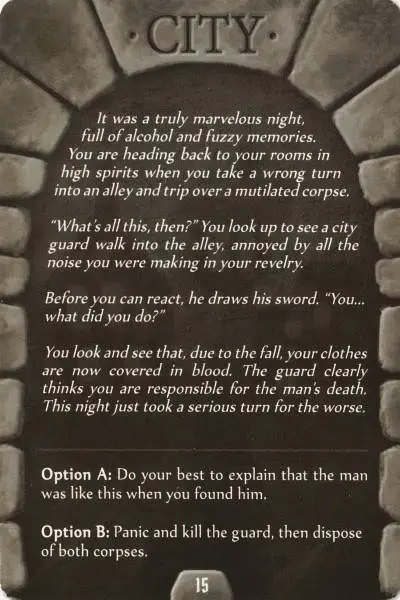 ·CITY·
It was a truly marvelous night,
full of alcohol and fuzzy memories.
You are heading back to your rooms in
high spirits when you take a wrong turn
into an alley and trip over a mutilated corpse.
“What's all this, then?” You look up to see a city
guard walk into the alley, annoyed by all the
noise you were making in your revelry.
Before you can react, he draws his sword. “You...
what did you do?”
You look and see that, due to the fall, your clothes
are now covered in blood. The guard clearly
thinks you are responsible for the man's death.
This night just took a serious turn for the worse.
Option A: Do your best to explain that the man
was like this when you found him.
Option B: Panic and kill the guard, then dispose
of both corpses.
15